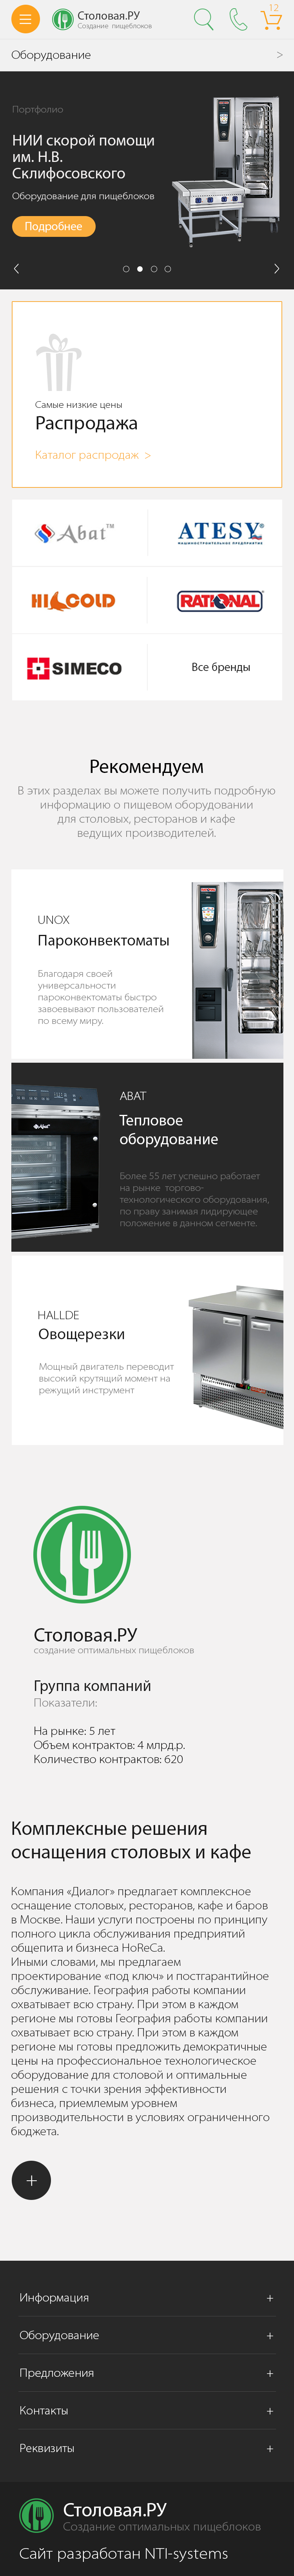 12
Столовая.РУ
Создание пищеблоков
Оборудование >
Портфолио
НИИ скорой помощи
им. Н.В.
Склифосовского
Оборудование для пищеблоков
Подробнее
Самые низкие цены
Распродажа
Каталог распродаж >
Abat™
ATESY®
МАШИНОСТРОИТЕЛЬНОЕ ПРЕДПРИЯТИЕ
HICOLD
RATIONAL
SIMECO
Все бренды
Рекомендуем
В этих разделах вы можете получить подробную
информацию о пищевом оборудовании
для столовых, ресторанов и кафе
ведущих производителей.
UNOX
Пароконвектоматы
Благодаря своей
универсальности
пароконвектоматы быстро
завоевывают пользователей
по всему миру.
Abat
ABAT
Тепловое
оборудование
Более 55 лет успешно работает
на рынке торгово-
технологического оборудования,
по праву занимая лидирующее
положение в данном сегменте.
HALLDE
Овощерезки
Мощный двигатель переводит
высокий крутящий момент на
режущий инструмент
Столовая.РУ
создание оптимальных пищеблоков
Группа компаний
Показатели:
На рынке: 5 лет
Объем контрактов: 4 млрд.р.
Количество контрактов: 620
Комплексные решения
оснащения столовых и кафе
Компания «Диалог» предлагает комплексное
оснащение столовых, ресторанов, кафе и баров
в Москве. Наши услуги построены по принципу
полного цикла обслуживания предприятий
общепита и бизнеса HoReCa.
Иными словами, мы предлагаем
проектирование «под ключ» и постгарантийное
обслуживание. География работы компании
охватывает всю страну. При этом в каждом
регионе мы готовы География работы компании
охватывает всю страну. При этом в каждом
регионе мы готовы предложить демократичные
цены на профессиональное технологическое
оборудование для столовой и оптимальные
решения с точки зрения эффективности
бизнеса, приемлемым уровнем
производительности в условиях ограниченного
бюджета.
+
Информация +
Оборудование +
Предложения +
Контакты +
Реквизиты +
Столовая.РУ
Создание оптимальных пищеблоков
Сайт разработан NTI-systems